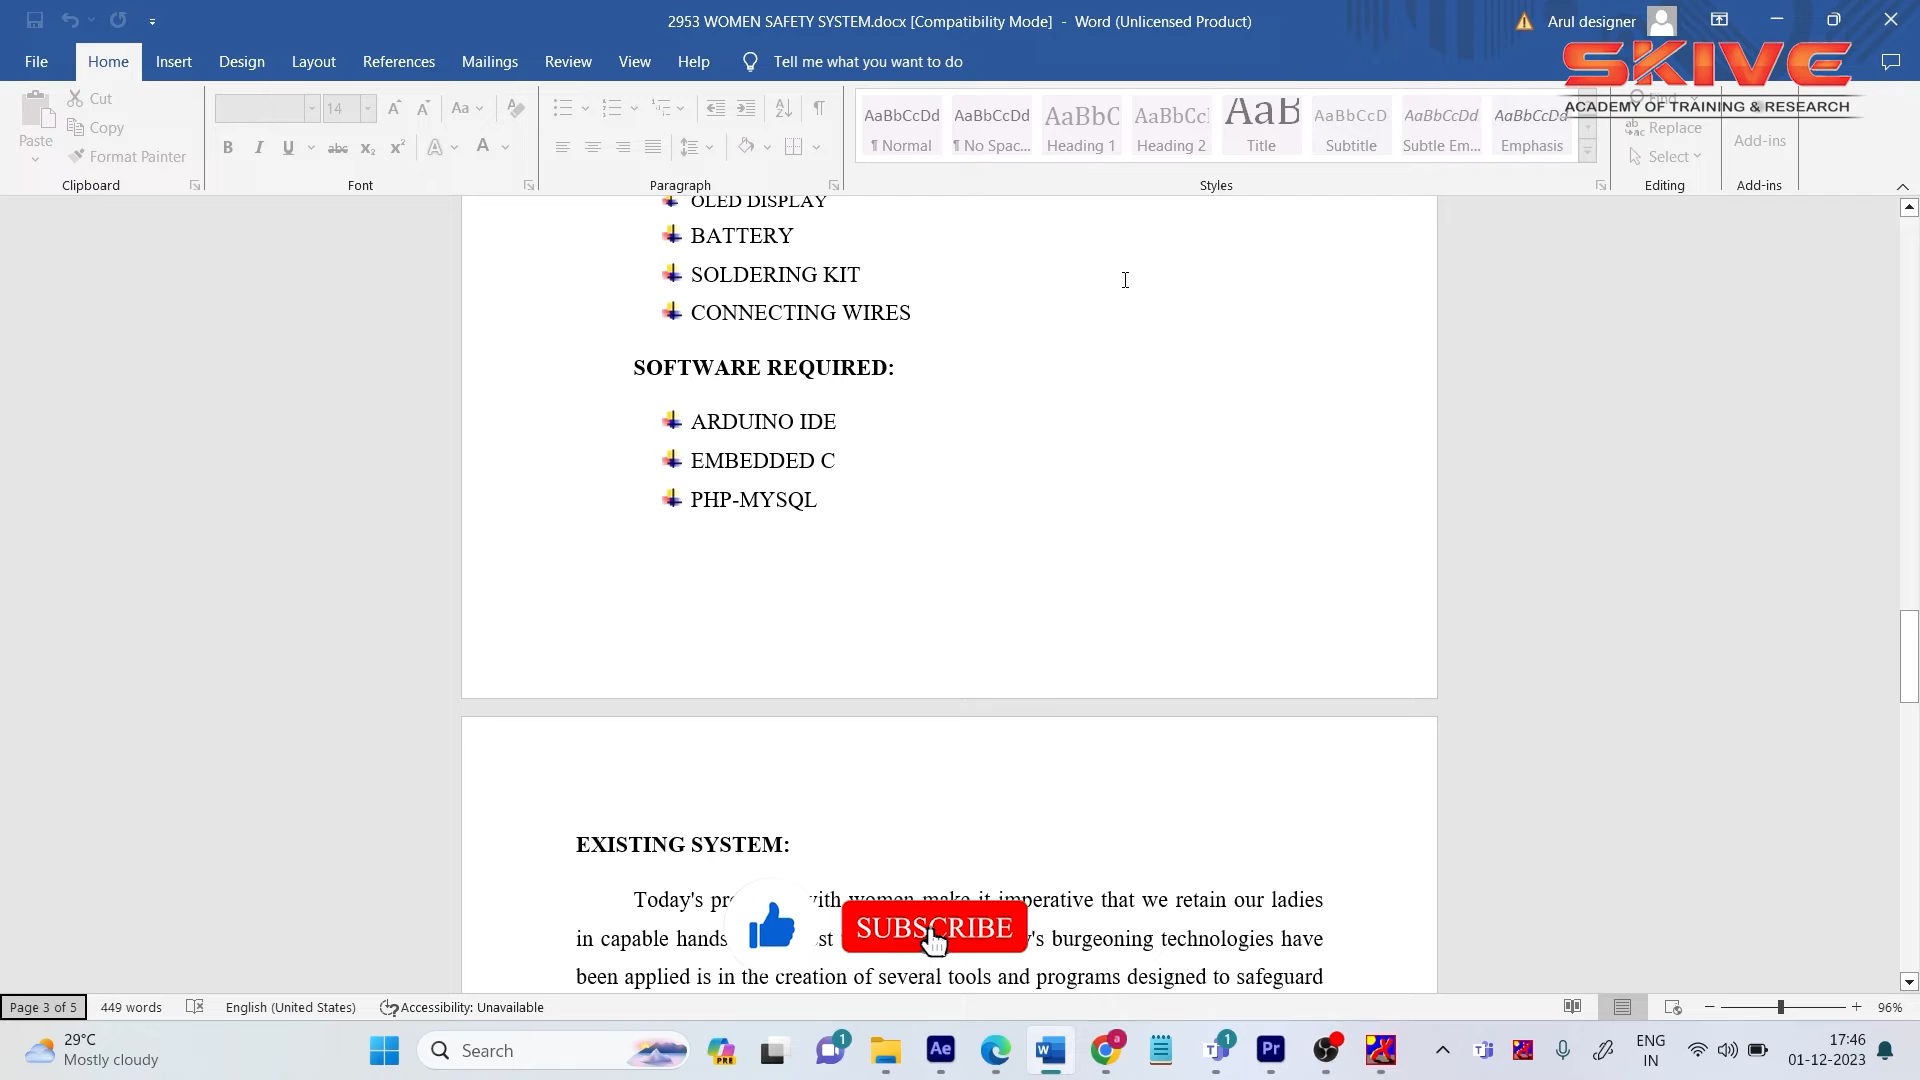 2953 WOMEN SAFETY SYSTEM.docx [Compatibility Mode] - Word (Unlicensed Product)
Arul designer
File Home Insert Design Layout References Mailings Review View Help Tell me what you want to do
SKIVE
ACADEMY OF TRAINING & RESEARCH
Paste
Cut
Copy
Format Painter
Clipboard
14
Font
Paragraph
AaBbCcDd AaBbCcDd AaBbC AaBbCcl AaB AaBbCcD AaBbCcDd AaBbCcDd
¶ Normal ¶ No Spac... Heading 1 Heading 2 Title Subtitle Subtle Em... Emphasis
Styles
Find
Replace
Select
Editing
Add-ins
Add-ins
OLED DISPLAY
BATTERY
SOLDERING KIT
CONNECTING WIRES
SOFTWARE REQUIRED:
ARDUINO IDE
EMBEDDED C
PHP-MYSQL
EXISTING SYSTEM:
Today's with women make it imperative that we retain our ladies
in capable hands burgeoning technologies have
been applied is in the creation of several tools and programs designed to safeguard
SUBSCRIBE
Page 3 of 5 449 words English (United States) Accessibility: Unavailable 96%
29°C
Mostly cloudy
Search
PRE
1
Ae
a
1
Pr
ENG
IN
17:46
01-12-2023